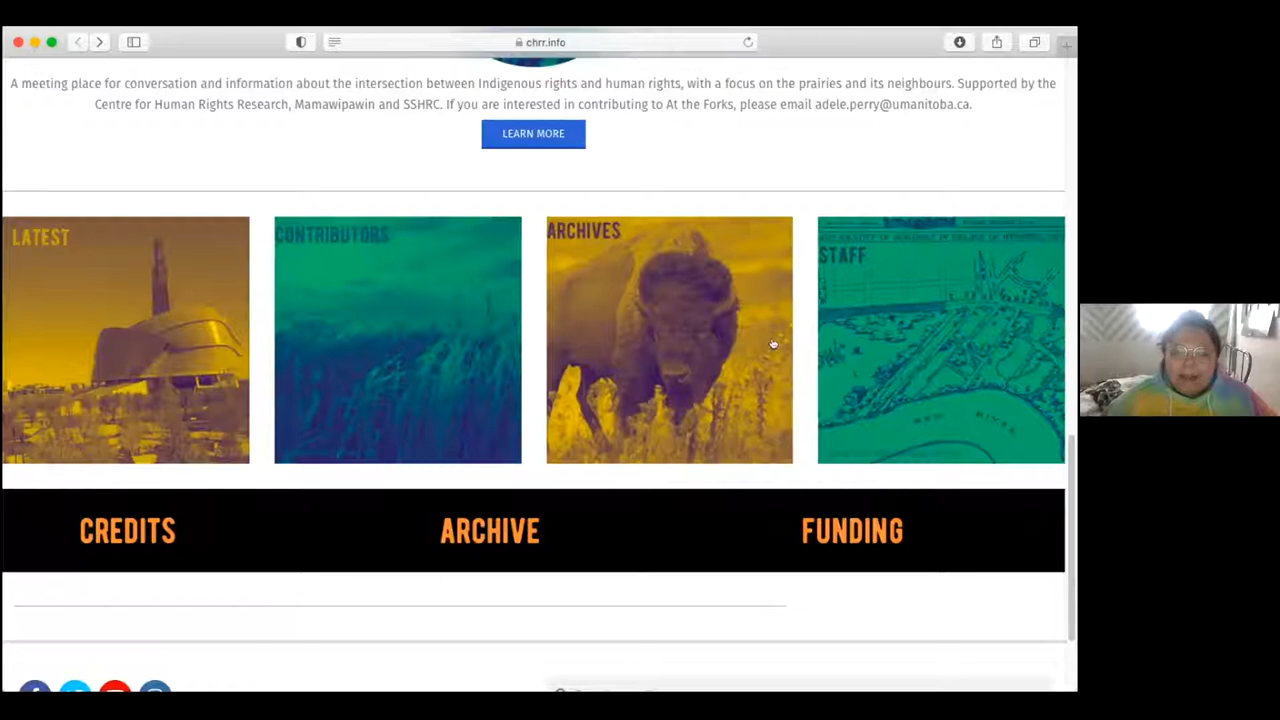 chrr.info
A meeting place for conversation and information about the intersection between Indigenous rights and human rights, with a focus on the prairies and its neighbours. Supported by the
Centre for Human Rights Research, Mamawipawin and SSHRC. If you are interested in contributing to At the Forks, please email adele.perry@umanitoba.ca.
LEARN MORE
LATEST
CONTRIBUTORS
ARCHIVES
STAFF
RED RIVER
CREDITS
ARCHIVE
FUNDING